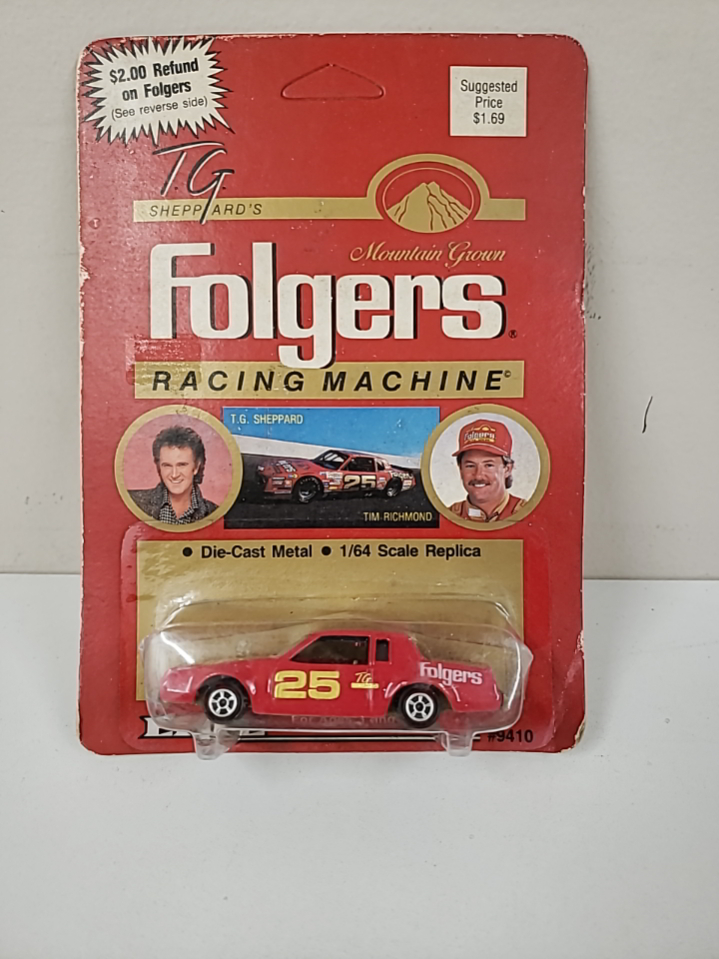 $2.00 Refund
on Folgers
(See reverse side)
Suggested
Price
$1.69
T.G.
SHEPPARD'S
Mountain Grown
Folgers®
RACING MACHINE©
T.G. SHEPPARD
25
TIM RICHMOND
Folgers
• Die-Cast Metal • 1/64 Scale Replica
25
TG
Folgers
#9410